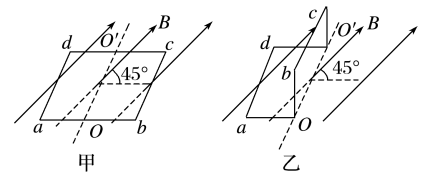 d O′ c B
45°
a O b
甲
c O′ B
d
b 45°
a O
乙